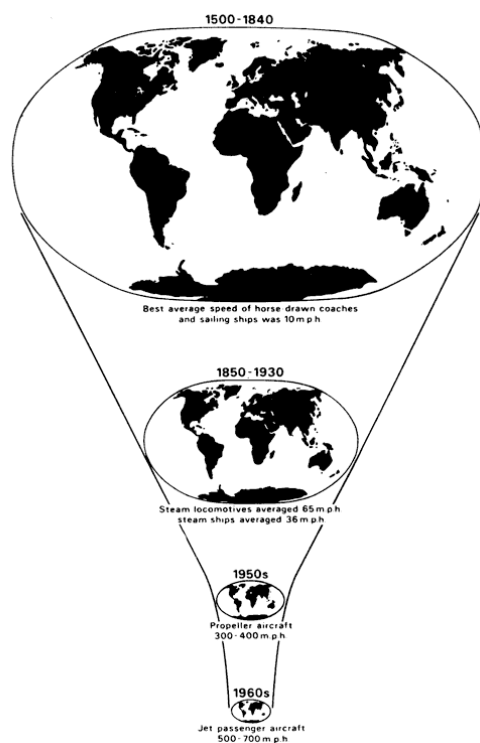 1500-1840
Best average speed of horse drawn coaches
and sailing ships was 10 m p h
1850-1930
Steam locomotives averaged 65 m p h
steam ships averaged 36 m p h
1950s
Propeller aircraft
300-400 m p h
1960s
Jet passenger aircraft
500-700 m p h